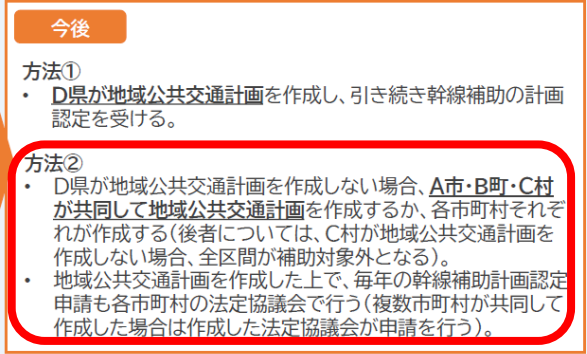 今後
方法①
• D県が地域公共交通計画を作成し、引き続き幹線補助の計画
認定を受ける。
方法②
• D県が地域公共交通計画を作成しない場合、A市・B町・C村
が共同して地域公共交通計画を作成するか、各市町村それぞ
れが作成する(後者については、C村が地域公共交通計画を
作成しない場合、全区間が補助対象外となる)。
• 地域公共交通計画を作成した上で、毎年の幹線補助計画認定
申請も各市町村の法定協議会で行う(複数市町村が共同して
作成した場合は作成した法定協議会が申請を行う)。